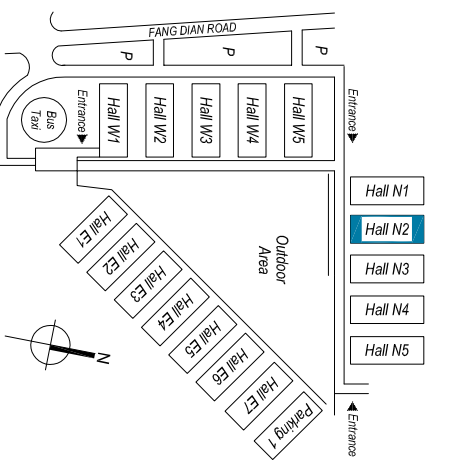 FANG DIAN ROAD
P
P
P
Bus
Taxi
Entrance
Hall W1
Hall W2
Hall W3
Hall W4
Hall W5
Entrance
Hall N1
Hall N2
Hall N3
Hall N4
Hall N5
Entrance
Outdoor
Area
Hall E1
Hall E2
Hall E3
Hall E4
Hall E5
Hall E6
Hall E7
Parking 1
N